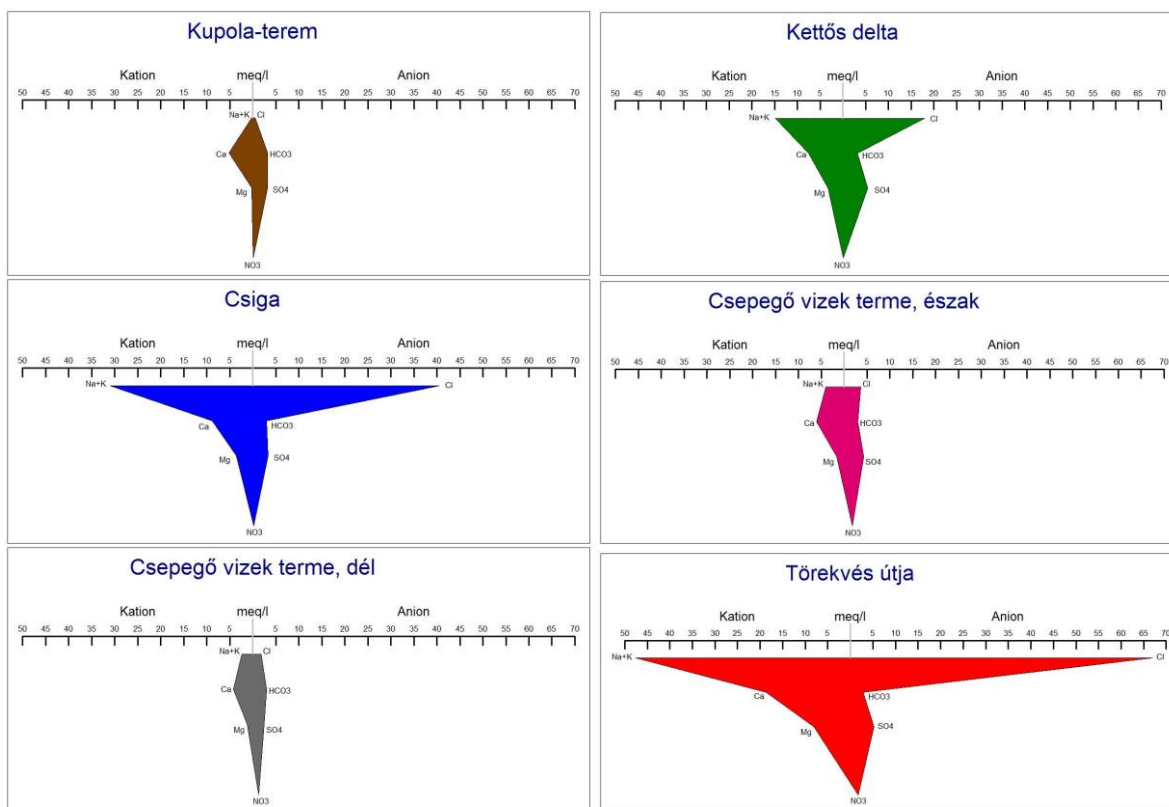 Kupola-terem
Kation meq/l Anion
50 45 40 35 30 25 20 15 10 5 5 10 15 20 25 30 35 40 45 50 55 60 65 70
Na+K Cl
Ca HCO3
Mg SO4
NO3
Kettős delta
Kation meq/l Anion
50 45 40 35 30 25 20 15 10 5 5 10 15 20 25 30 35 40 45 50 55 60 65 70
Na+K Cl
Ca HCO3
Mg SO4
NO3
Csiga
Kation meq/l Anion
50 45 40 35 30 25 20 15 10 5 5 10 15 20 25 30 35 40 45 50 55 60 65 70
Na+K Cl
Ca HCO3
Mg SO4
NO3
Csepegő vizek terme, észak
Kation meq/l Anion
50 45 40 35 30 25 20 15 10 5 5 10 15 20 25 30 35 40 45 50 55 60 65 70
Na+K Cl
Ca HCO3
Mg SO4
NO3
Csepegő vizek terme, dél
Kation meq/l Anion
50 45 40 35 30 25 20 15 10 5 5 10 15 20 25 30 35 40 45 50 55 60 65 70
Na+K Cl
Ca HCO3
Mg SO4
NO3
Törekvés útja
Kation meq/l Anion
50 45 40 35 30 25 20 15 10 5 5 10 15 20 25 30 35 40 45 50 55 60 65 70
Na+K Cl
Ca HCO3
Mg SO4
NO3